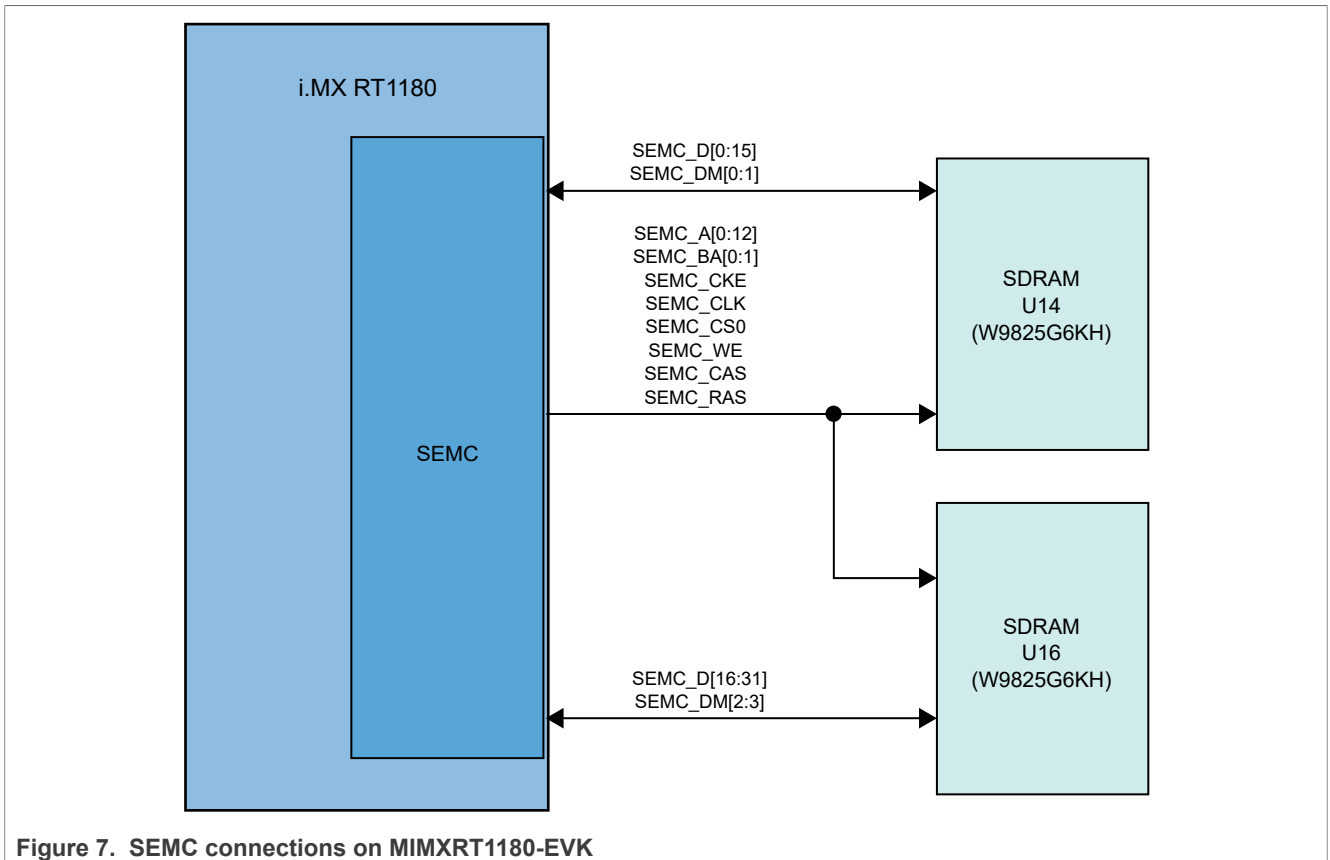 i.MX RT1180
SEMC
SEMC_D[0:15]
SEMC_DM[0:1]
SEMC_A[0:12]
SEMC_BA[0:1]
SEMC_CKE
SEMC_CLK
SEMC_CS0
SEMC_WE
SEMC_CAS
SEMC_RAS
SEMC_D[16:31]
SEMC_DM[2:3]
SDRAM
U14
(W9825G6KH)
SDRAM
U16
(W9825G6KH)
Figure 7. SEMC connections on MIMXRT1180-EVK